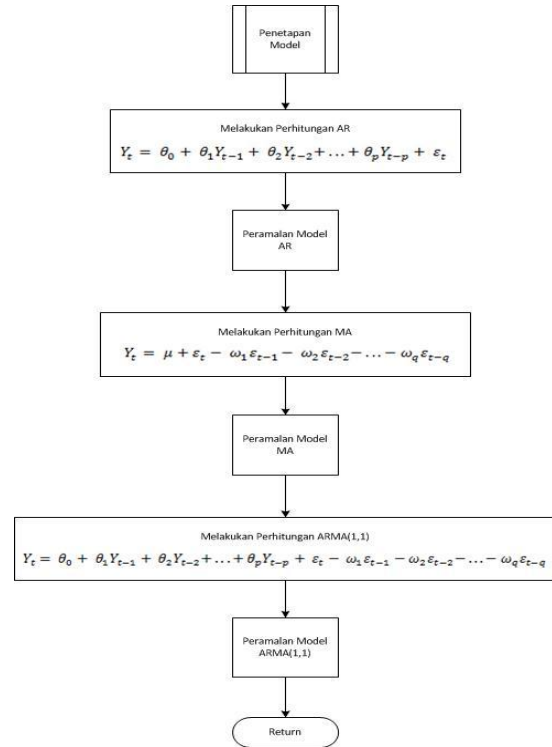 Penetapan
Model
Melakukan Perhitungan AR
Y_t = θ_0 + θ_1Y_{t−1} + θ_2Y_{t−2}+...+ θ_pY_{t−p} + ε_t
Peramalan Model
AR
Melakukan Perhitungan MA
Y_t = μ + ε_t − ω_1ε_{t−1} − ω_2ε_{t−2} −...− ω_qε_{t−q}
Peramalan Model
MA
Melakukan Perhitungan ARMA(1,1)
Y_t = θ_0 + θ_1Y_{t−1} + θ_2Y_{t−2}+...+ θ_pY_{t−p} + ε_t − ω_1ε_{t−1} − ω_2ε_{t−2} −...− ω_qε_{t−q}
Peramalan Model
ARMA(1,1)
Return